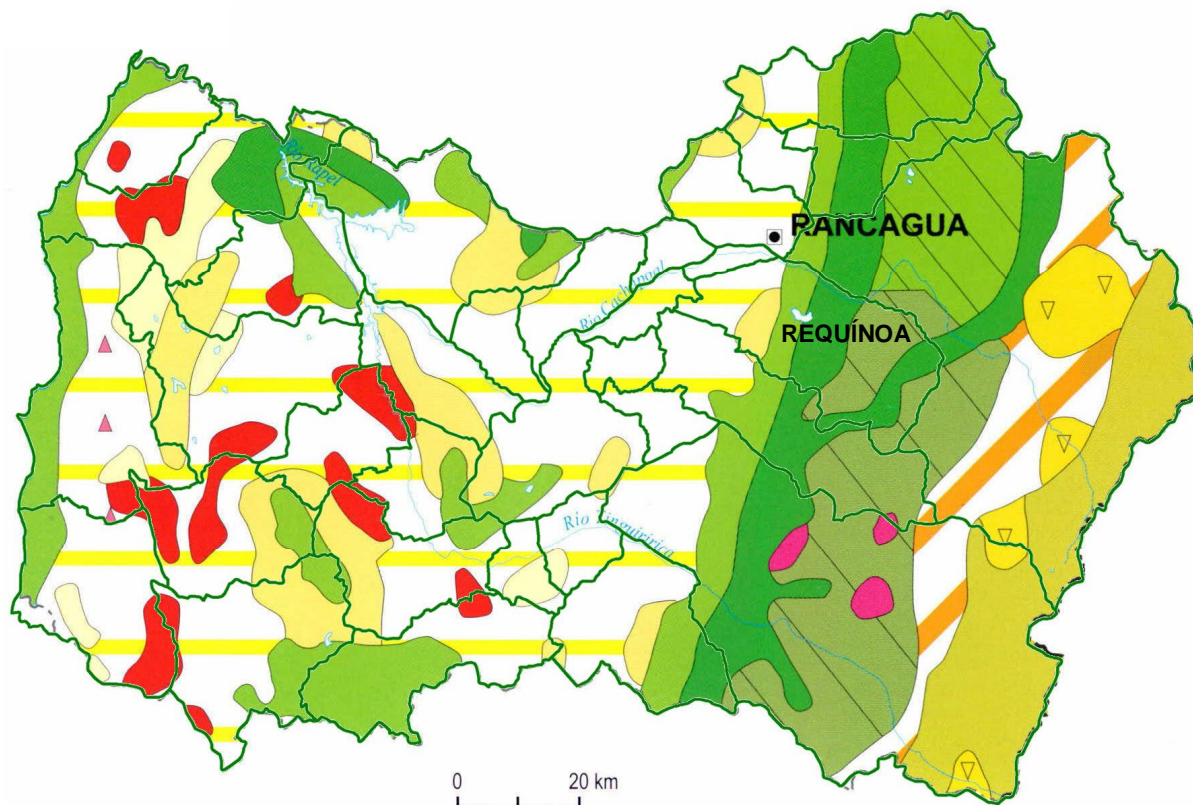 Río Rapel
RANCAGUA
Río Cachapoal
REQUÍNOA
Río Tinguiririca
0 20 km